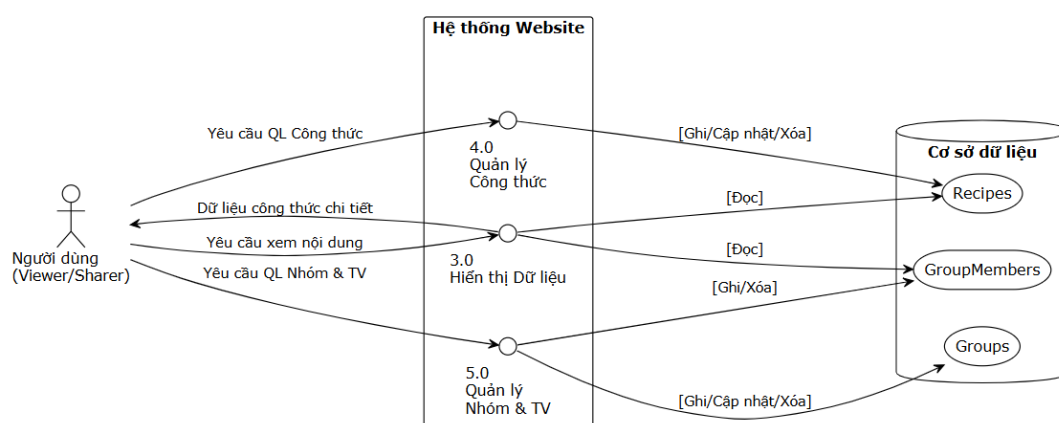 Hệ thống Website
Yêu cầu QL Công thức
4.0
Quản lý
Công thức
[Ghi/Cập nhật/Xóa]
Cơ sở dữ liệu
Recipes
Người dùng
(Viewer/Sharer)
Dữ liệu công thức chi tiết
Yêu cầu xem nội dung
Yêu cầu QL Nhóm & TV
3.0
Hiển thị Dữ liệu
[Đọc]
[Đọc]
GroupMembers
[Ghi/Xóa]
5.0
Quản lý
Nhóm & TV
Groups
[Ghi/Cập nhật/Xóa]